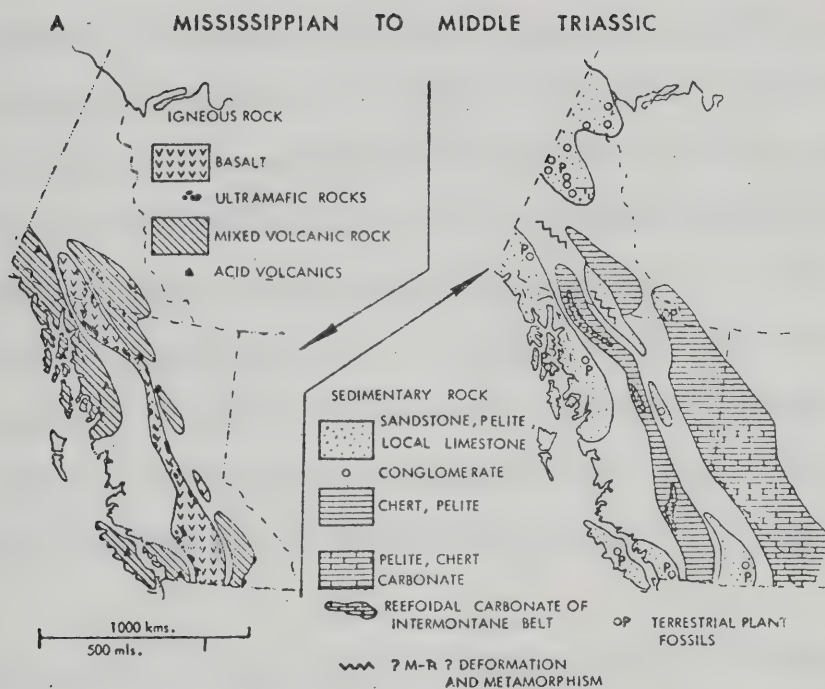 A MISSISSIPPIAN TO MIDDLE TRIASSIC
IGNEOUS ROCK
BASALT
ULTRAMAFIC ROCKS
MIXED VOLCANIC ROCK
ACID VOLCANICS
1000 kms.
500 mls.
SEDIMENTARY ROCK
SANDSTONE, PELITE
LOCAL LIMESTONE
CONGLOMERATE
CHERT, PELITE
PELITE, CHERT
CARBONATE
REEFOIDAL CARBONATE OF
INTERMONTANE BELT
P TERRESTRIAL PLANT
FOSSILS
? M-R ? DEFORMATION
AND METAMORPHISM
P
P
P
P
P
P
P